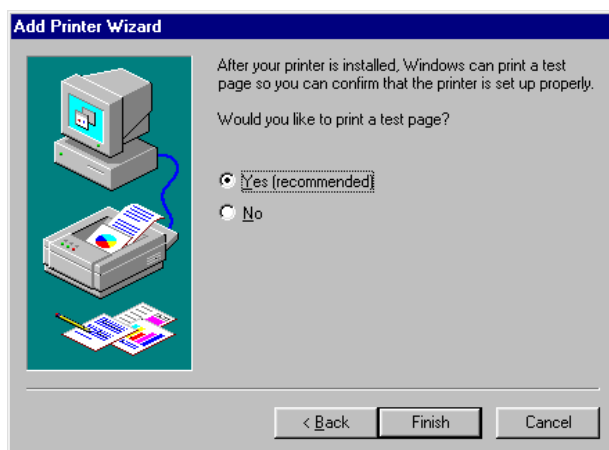 Add Printer Wizard
After your printer is installed, Windows can print a test
page so you can confirm that the printer is set up properly.
Would you like to print a test page?
Yes (recommended)
No
< Back
Finish
Cancel